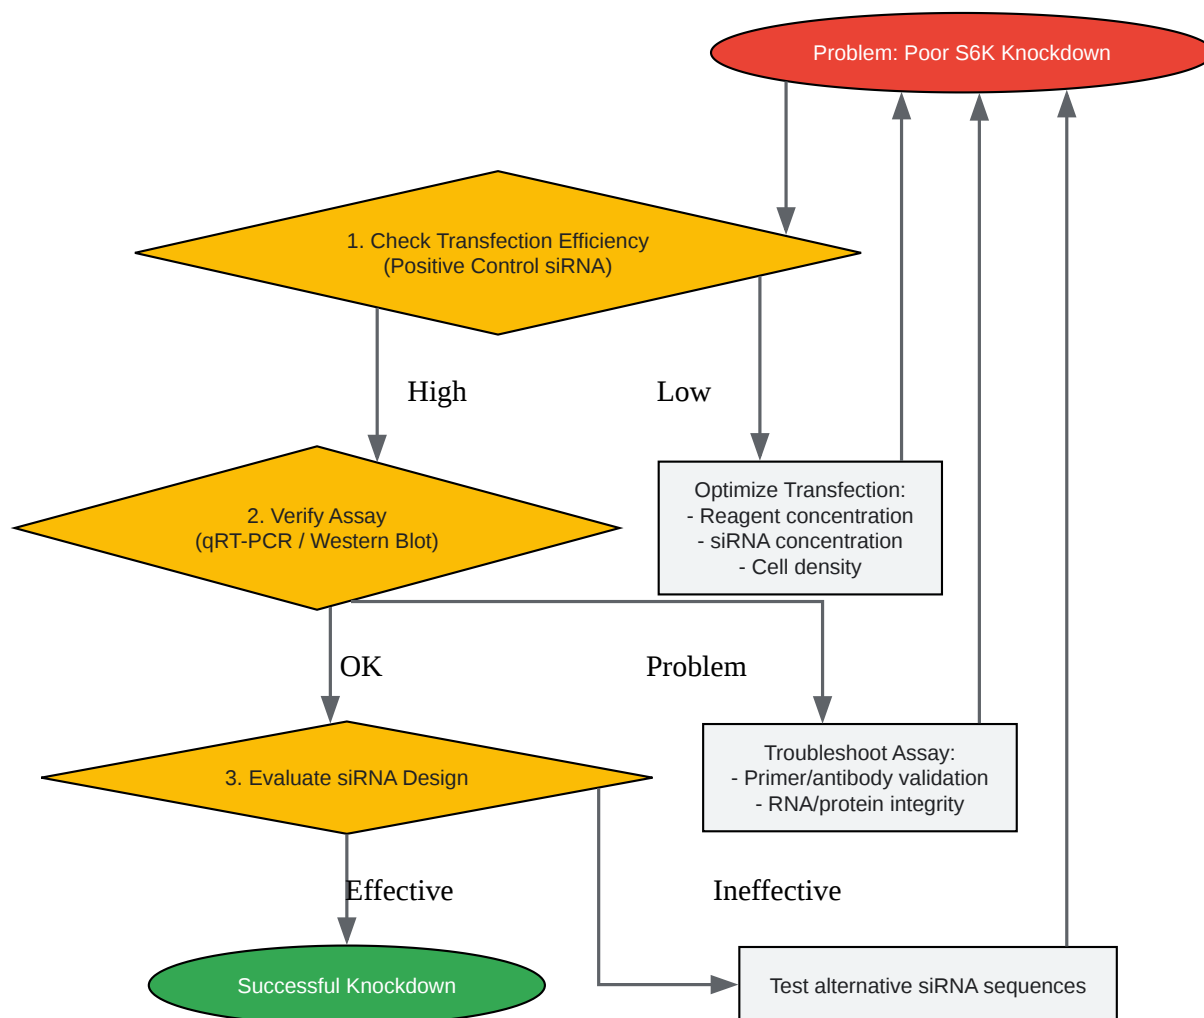 Problem: Poor S6K Knockdown
1. Check Transfection Efficiency
(Positive Control siRNA)
High
Low
2. Verify Assay
(qRT-PCR / Western Blot)
Optimize Transfection:
- Reagent concentration
- siRNA concentration
- Cell density
OK
Problem
3. Evaluate siRNA Design
Troubleshoot Assay:
- Primer/antibody validation
- RNA/protein integrity
Effective
Ineffective
Successful Knockdown
Test alternative siRNA sequences